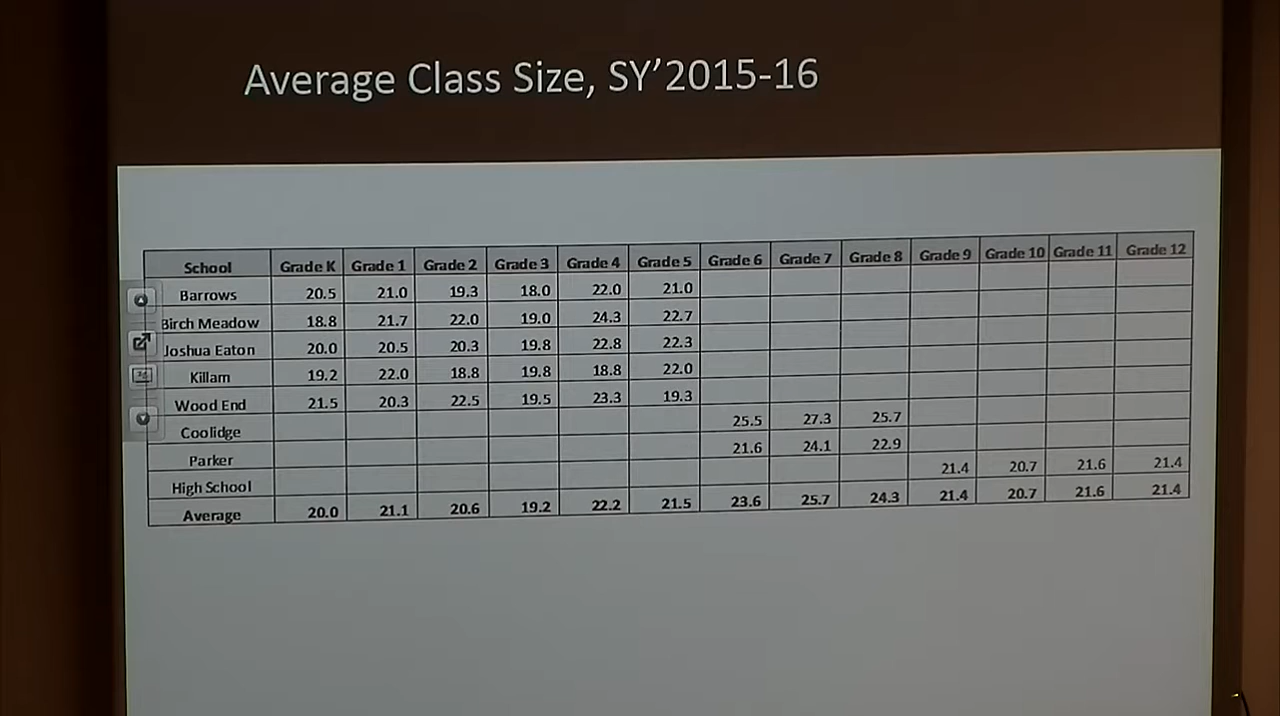 Average Class Size, SY’2015-16
School Grade K Grade 1 Grade 2 Grade 3 Grade 4 Grade 5 Grade 6 Grade 7 Grade 8 Grade 9 Grade 10 Grade 11 Grade 12
Barrows 20.5 21.0 19.3 18.0 22.0 21.0
Birch Meadow 18.8 21.7 22.0 19.0 24.3 22.7
Joshua Eaton 20.0 20.5 20.3 19.8 22.8 22.3
Killam 19.2 22.0 18.8 19.8 18.8 22.0
Wood End 21.5 20.3 22.5 19.5 23.3 19.3
Coolidge 25.5 27.3 25.7
Parker 21.6 24.1 22.9
High School 21.4 20.7 21.6 21.4
Average 20.0 21.1 20.6 19.2 22.2 21.5 23.6 25.7 24.3 21.4 20.7 21.6 21.4